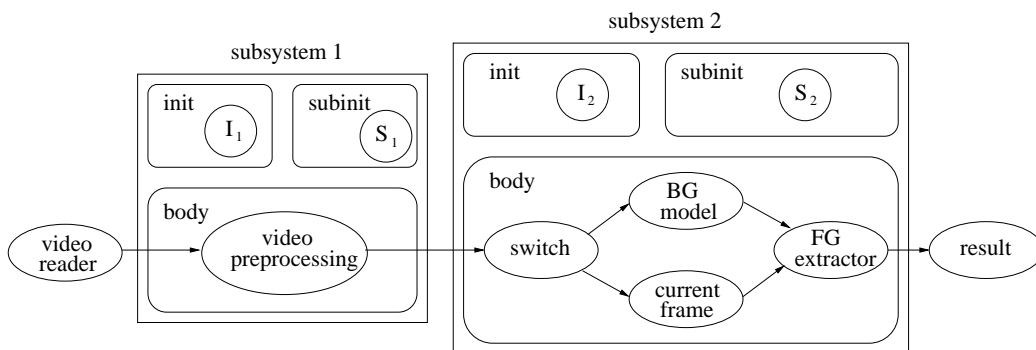 subsystem 1
init
I₁
subinit
S₁
body
video
reader
video
preprocessing
subsystem 2
init
I₂
subinit
S₂
body
switch
BG
model
current
frame
FG
extractor
result